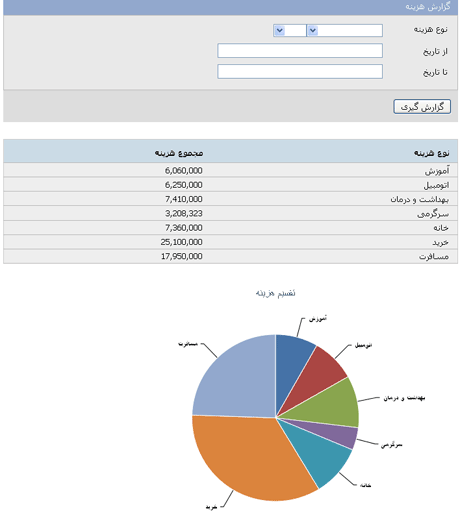 گزارش هزینه
نوع هزینه
از تاریخ
تا تاریخ
گزارش گیری
نوع هزینه مجموع هزینه
آموزش 6,060,000
اتومبیل 6,250,000
بهداشت و درمان 7,410,000
سرگرمی 3,208,323
خانه 7,360,000
خرید 25,100,000
مسافرت 17,950,000
تقسیم هزینه
آموزش
مسافرت
اتومبیل
بهداشت و درمان
سرگرمی
خانه
خرید